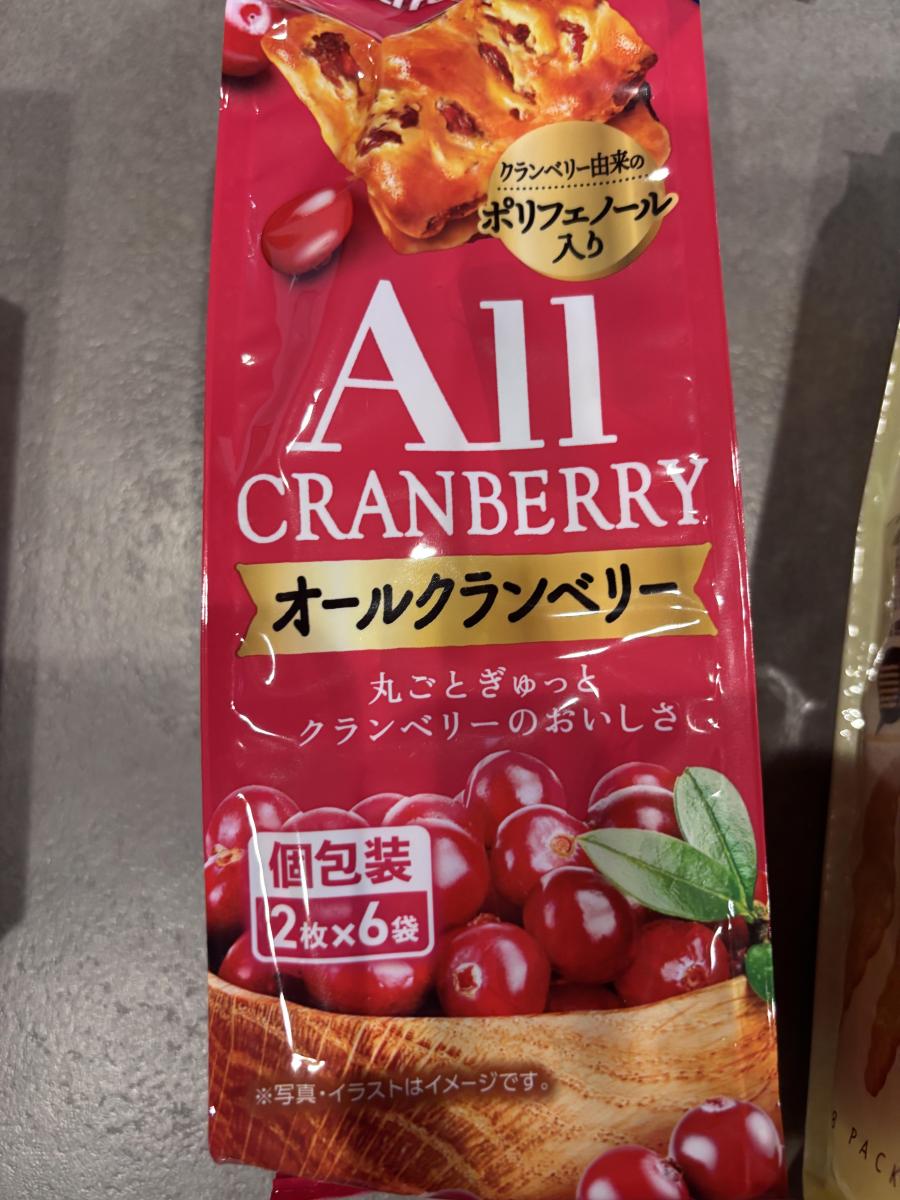 クランベリー由来の
ポリフェノール
入り
All
CRANBERRY
オールクランベリー
丸ごとぎゅっと
クランベリーのおいしさ
個包装
2枚×6袋
※写真・イラストはイメージです。
8 PACK